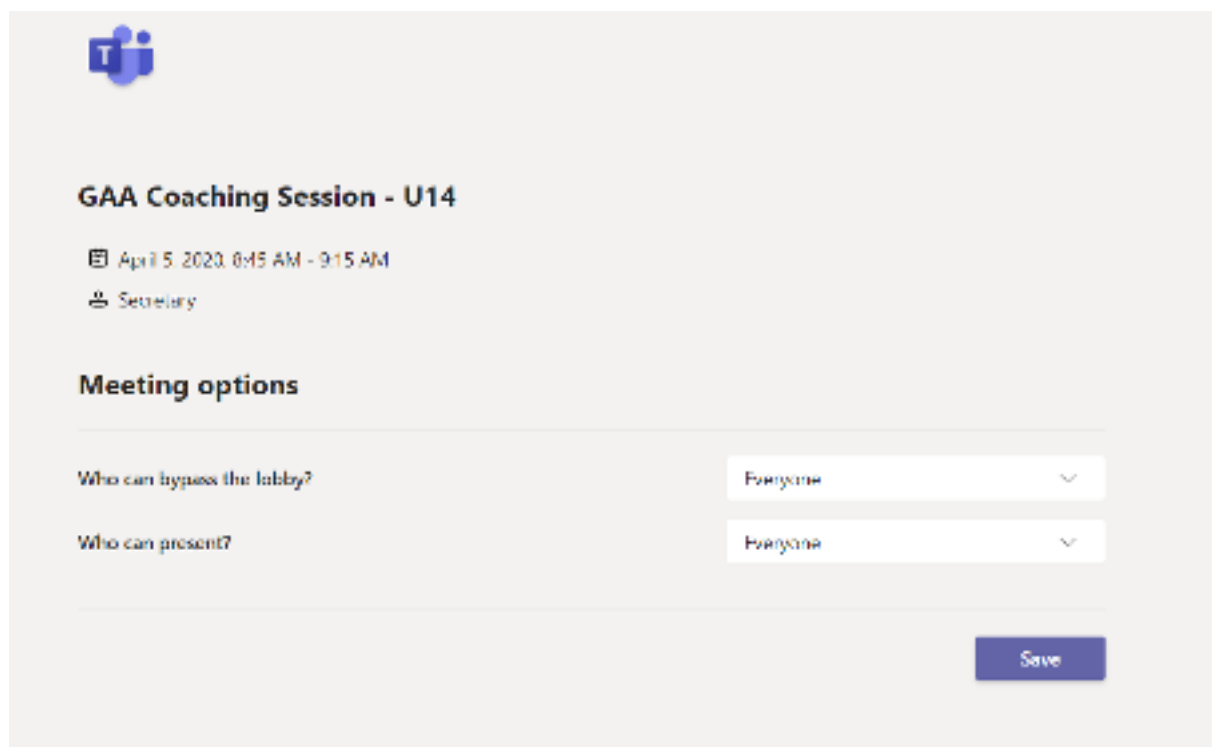 T
GAA Coaching Session - U14
April 5, 2020, 8:45 AM - 9:15 AM
Secretary
Meeting options
Who can bypass the lobby?
Everyone
Who can present?
Everyone
Save